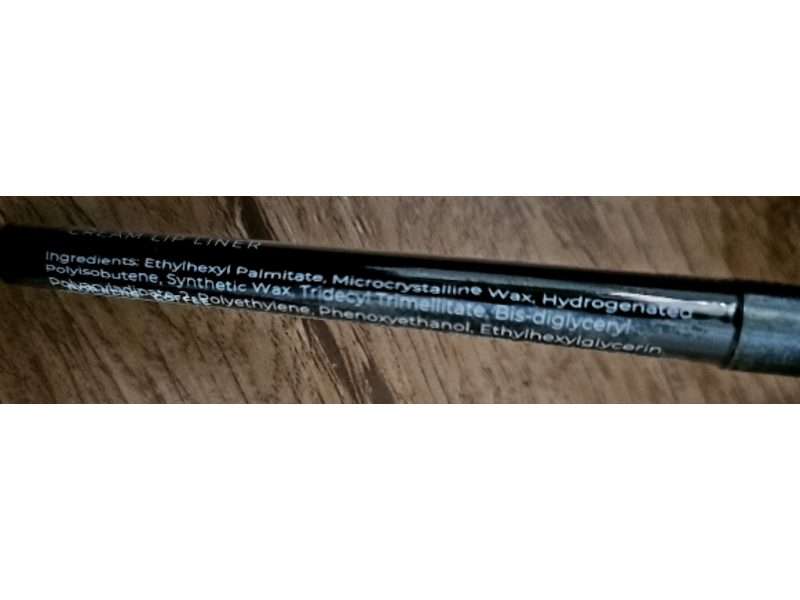 CREAM LIP LINER
Ingredients: Ethylhexyl Palmitate, Microcrystalline Wax, Hydrogenated
Polyisobutene, Synthetic Wax, Tridecyl Trimellitate, Bis-diglyceryl
Polyethylene, Phenoxyethanol, Ethylhexylglycerin